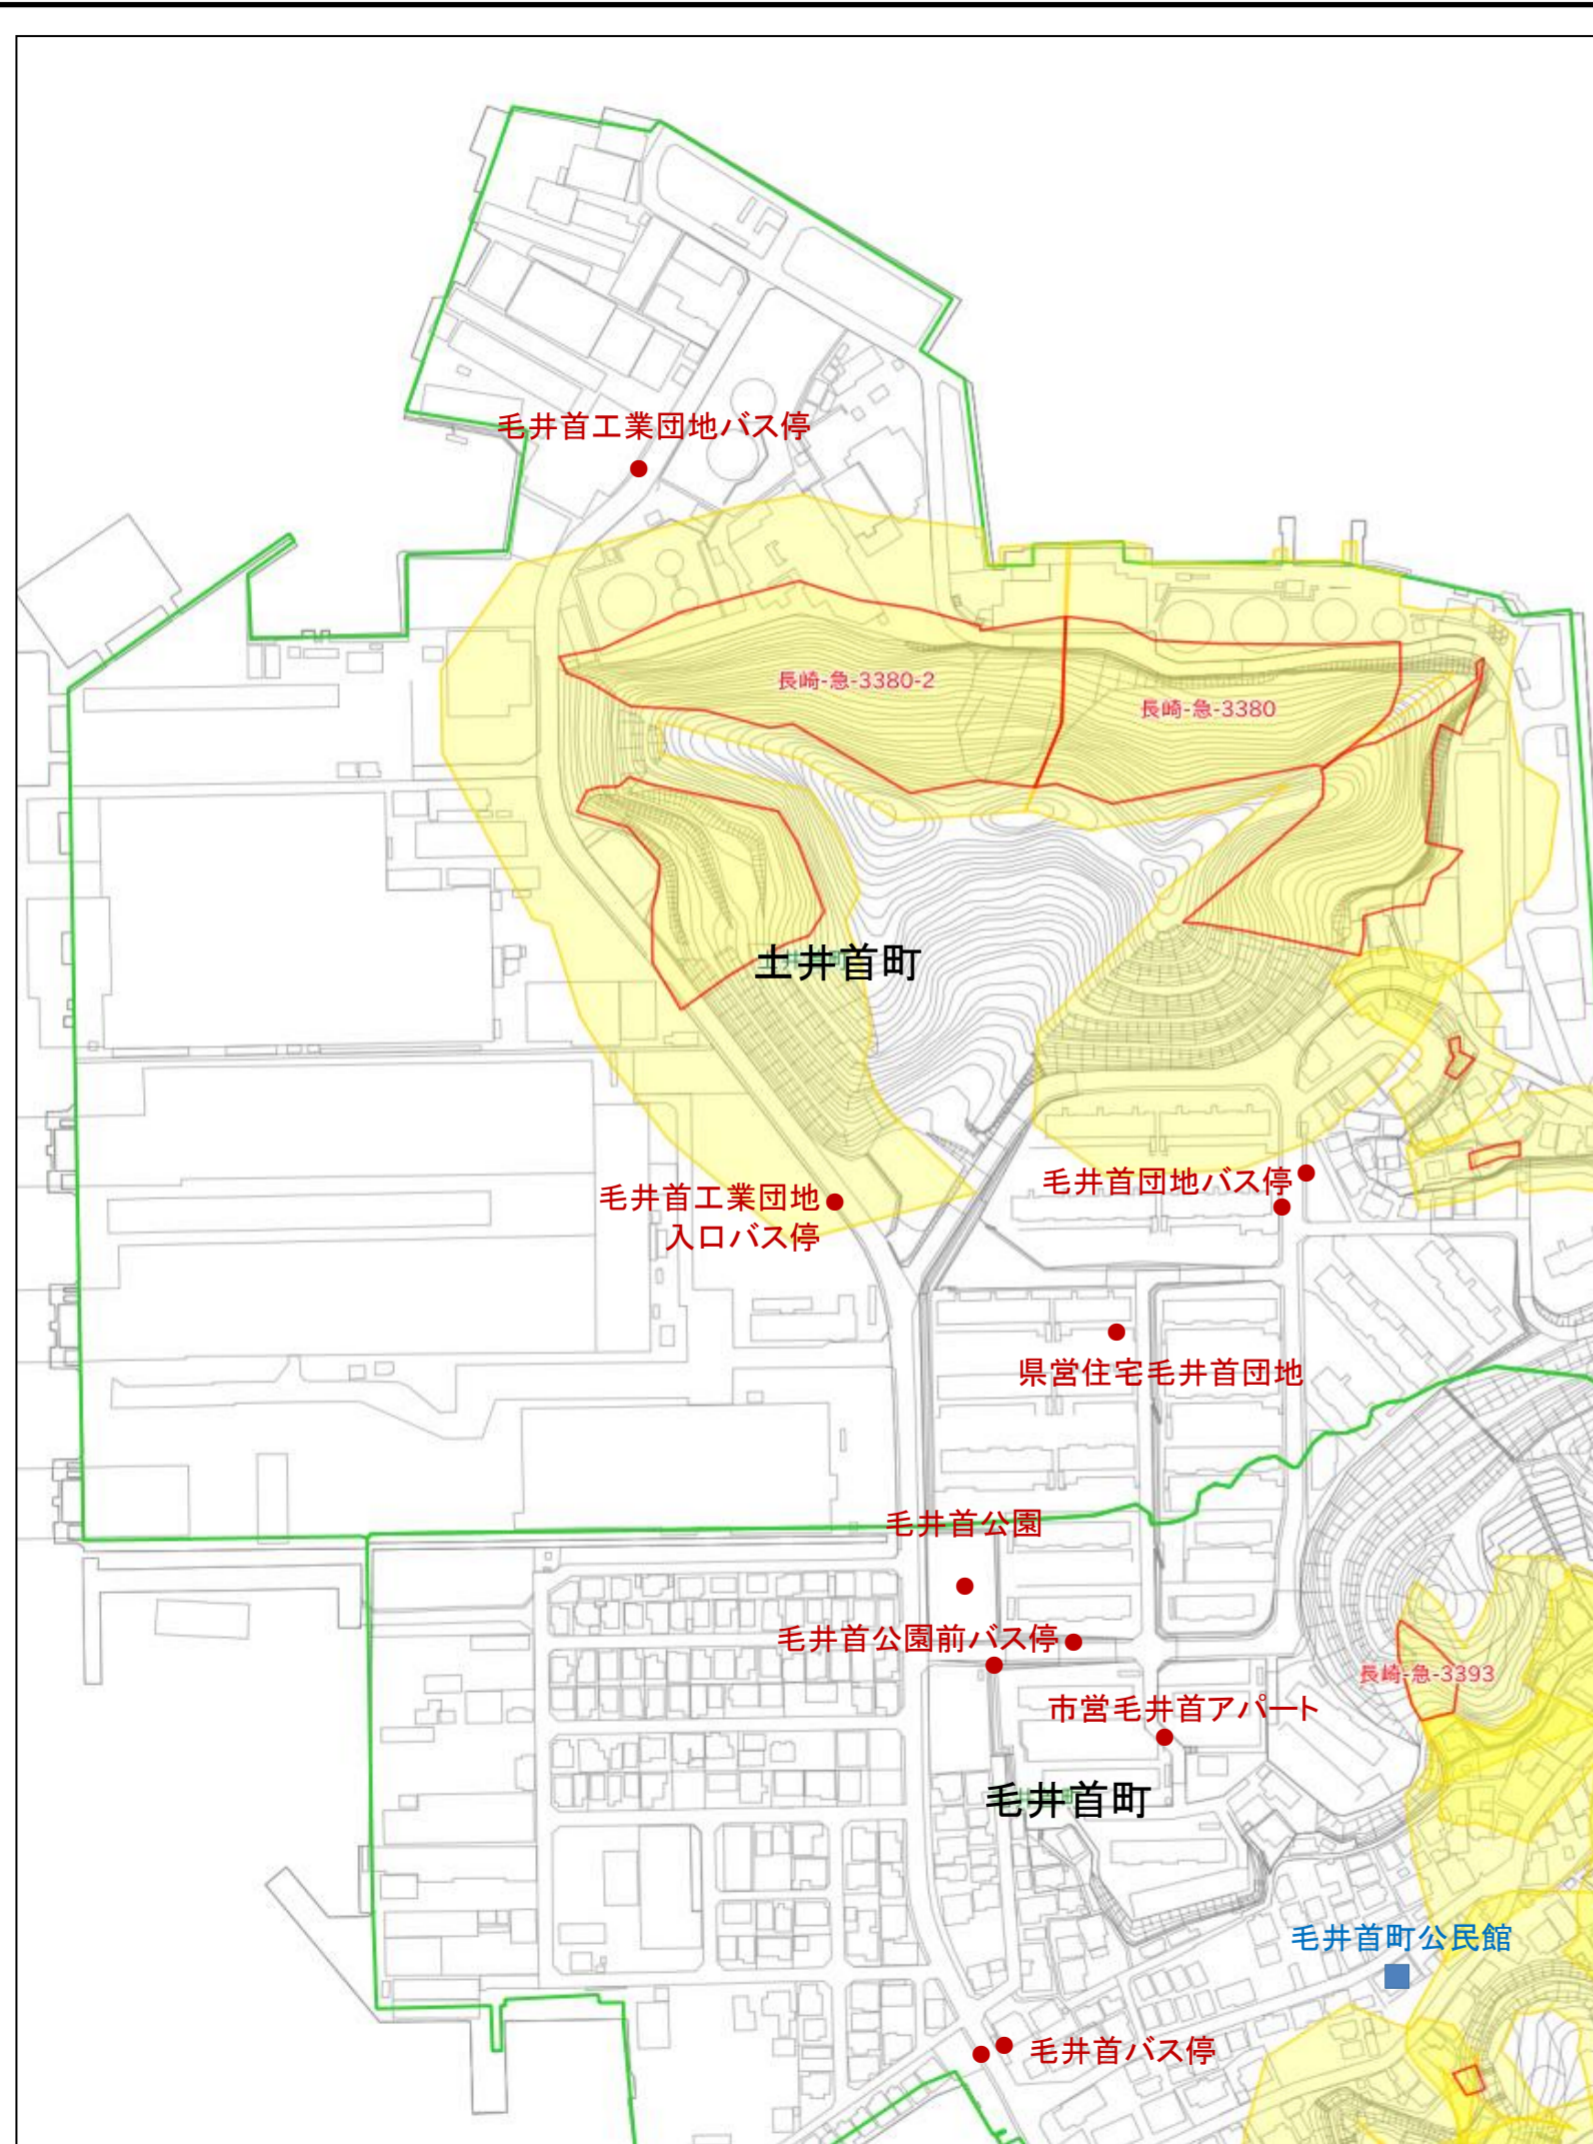 毛井首工業団地バス停
長崎-急-3380-2
長崎-急-3380
土井首町
毛井首団地バス停
毛井首工業団地
入口バス停
県営住宅毛井首団地
毛井首公園
毛井首公園前バス停
長崎-急-3393
市営毛井首アパート
毛井首町
毛井首町公民館
毛井首バス停